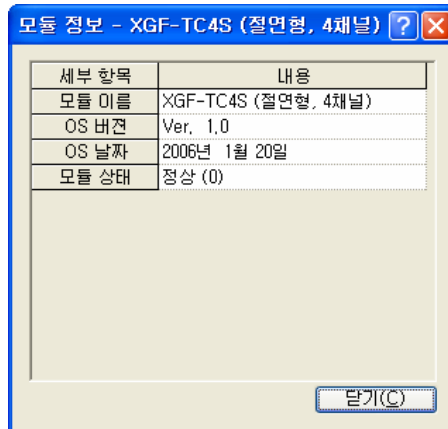 모듈 정보 - XGF-TC4S (절연형, 4채널)
세부 항목 내용
모듈 이름 XGF-TC4S (절연형, 4채널)
OS 버젼 Ver. 1.0
OS 날짜 2006년 1월 20일
모듈 상태 정상 (0)
닫기(C)